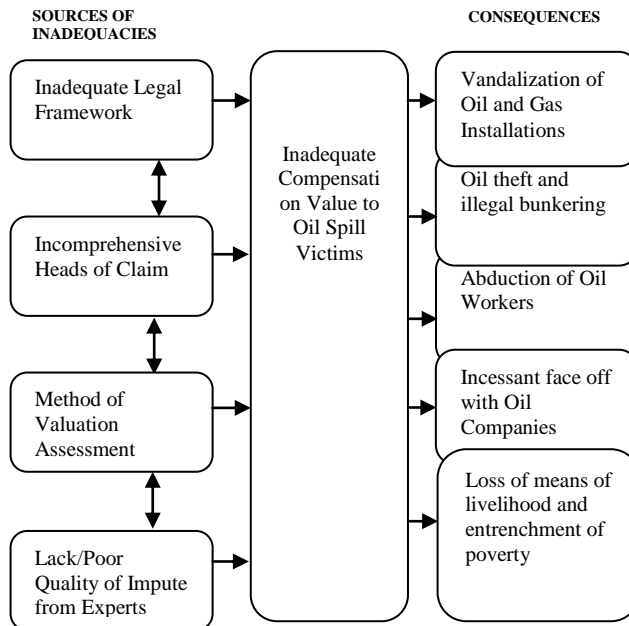 SOURCES OF
INADEQUACIES
Inadequate Legal
Framework
Incomprehensive
Heads of Claim
Method of
Valuation
Assessment
Lack/Poor
Quality of Impute
from Experts
Inadequate
Compensati
on Value to
Oil Spill
Victims
CONSEQUENCES
Vandalization of
Oil and Gas
Installations
Oil theft and
illegal bunkering
Abduction of Oil
Workers
Incessant face off
with Oil
Companies
Loss of means of
livelihood and
entrenchment of
poverty